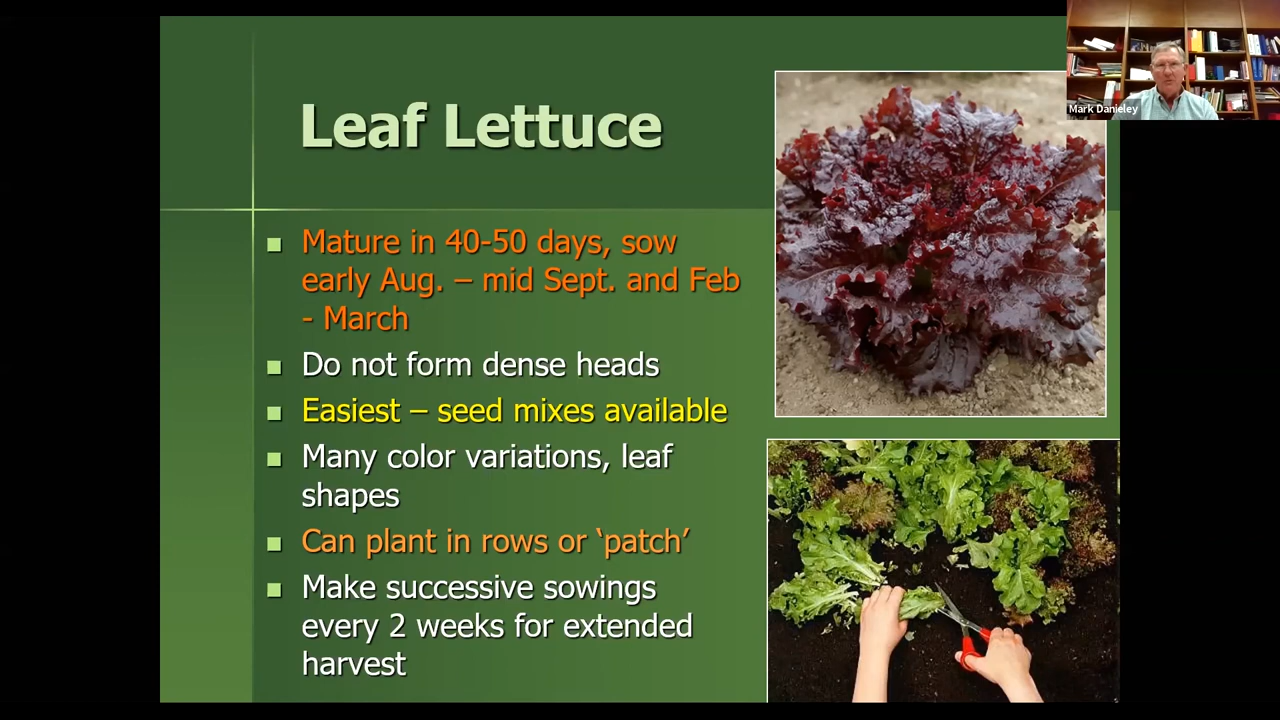 Leaf Lettuce
Mark Danieley
Mature in 40-50 days, sow
early Aug. – mid Sept. and Feb
- March
Do not form dense heads
Easiest – seed mixes available
Many color variations, leaf
shapes
Can plant in rows or ‘patch’
Make successive sowings
every 2 weeks for extended
harvest